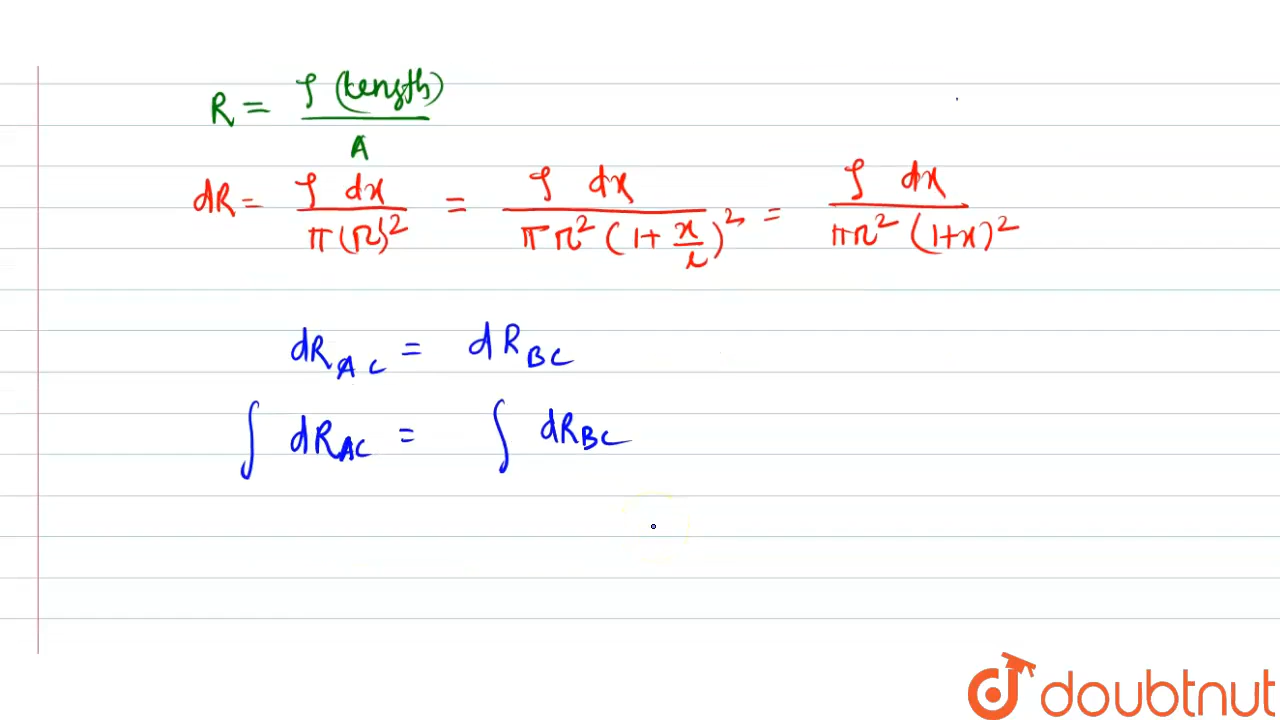 R = ρ (length) / A
dR = ρ dx / π(r)² = ρ dx / πr² (1 + x/l)² = ρ dx / πr² (1+x)²
dR_AC = dR_BC
∫ dR_AC = ∫ dR_BC
doubtnut